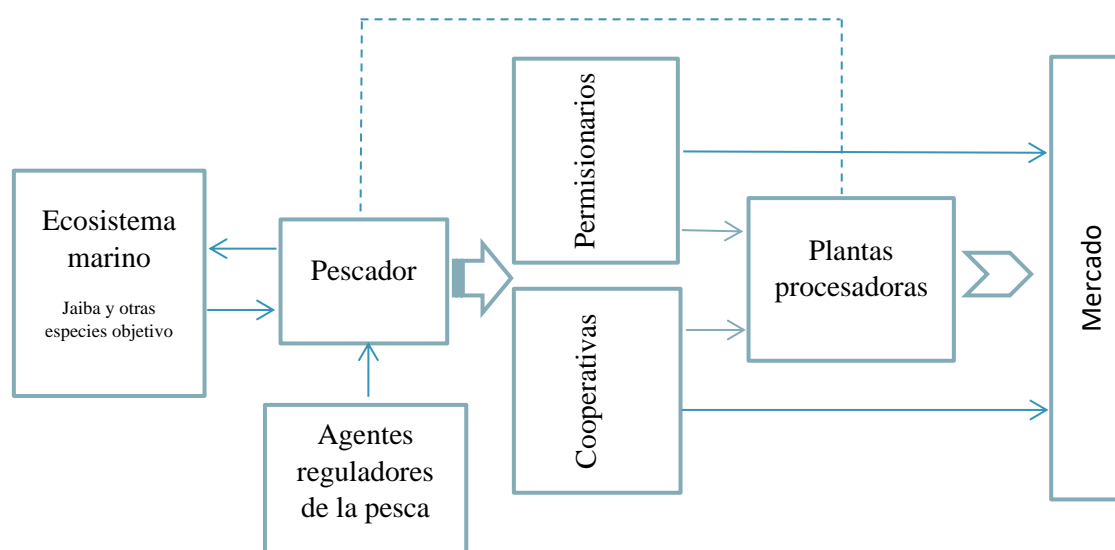 Ecosistema
marino
Jaiba y otras
especies objetivo
Pescador
Agentes
reguladores
de la pesca
Permisionarios
Cooperativas
Plantas
procesadoras
Mercado